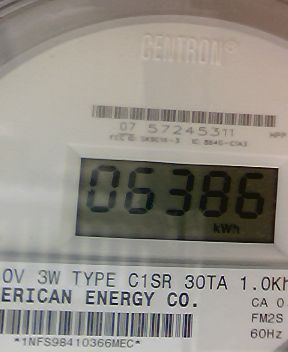 CENTRON®
07 57245311
06386
kWh
0V 3W TYPE C1SR 30TA 1.0Kh
ERICAN ENERGY CO.
CA 0
FM2S
60Hz
*1NFS98410366MEC*